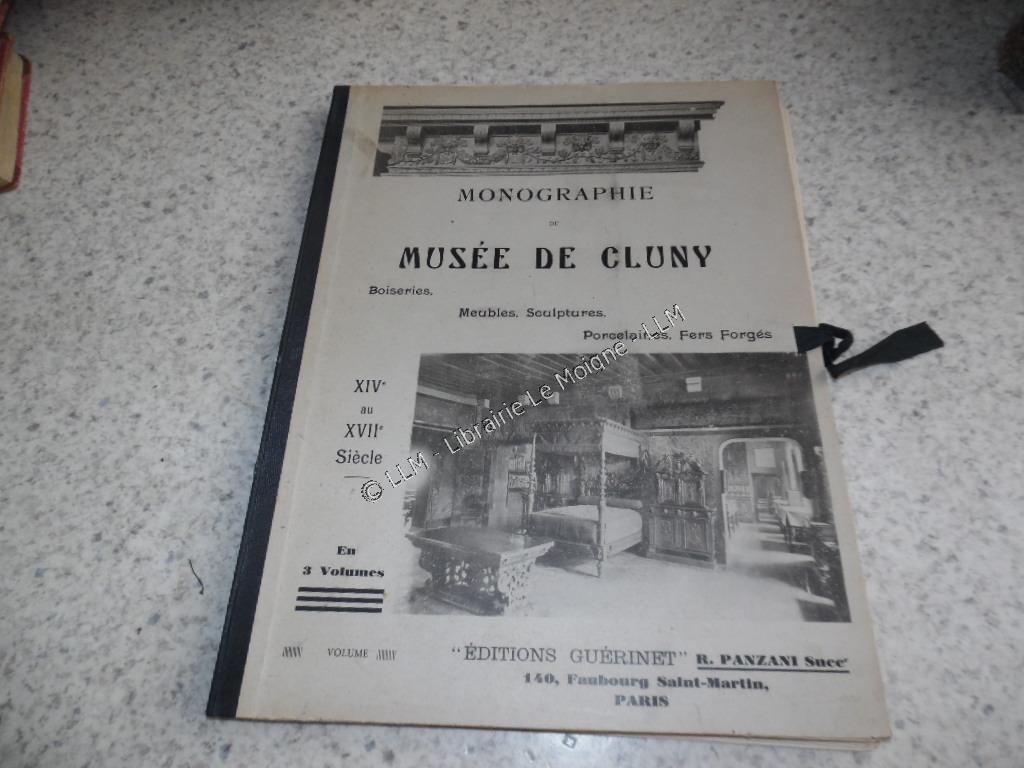 MONOGRAPHIE
DU
MUSÉE DE CLUNY
Boiseries,
Meubles, Sculptures,
Porcelaines, Fers Forgés
XIVe
au
XVIIe
Siècle
En
3 Volumes
VOLUME
"ÉDITIONS GUÉRINET" R. PANZANI Succr
140, Faubourg Saint-Martin,
PARIS
© LLM - Librairie Le Moigne , LLM